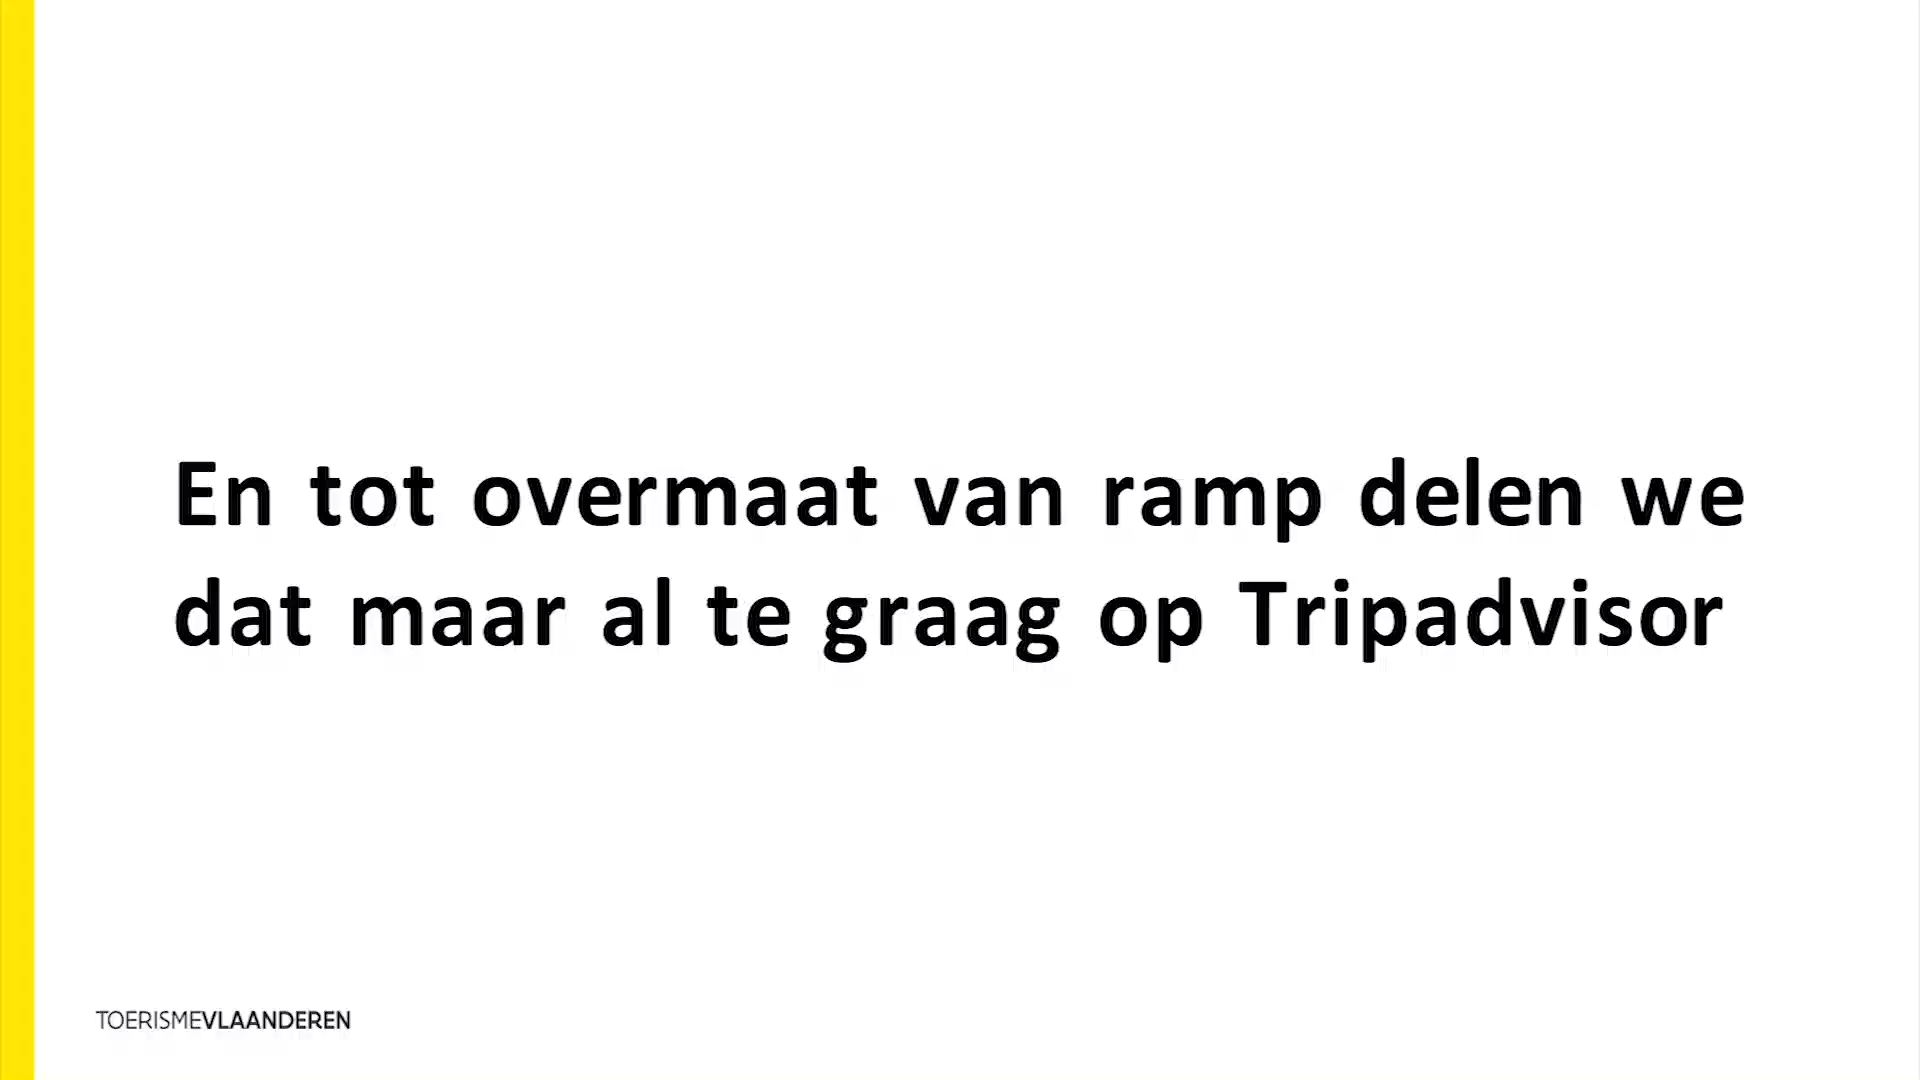 En tot overmaat van ramp delen we
dat maar al te graag op Tripadvisor
TOERISMEVLAANDEREN